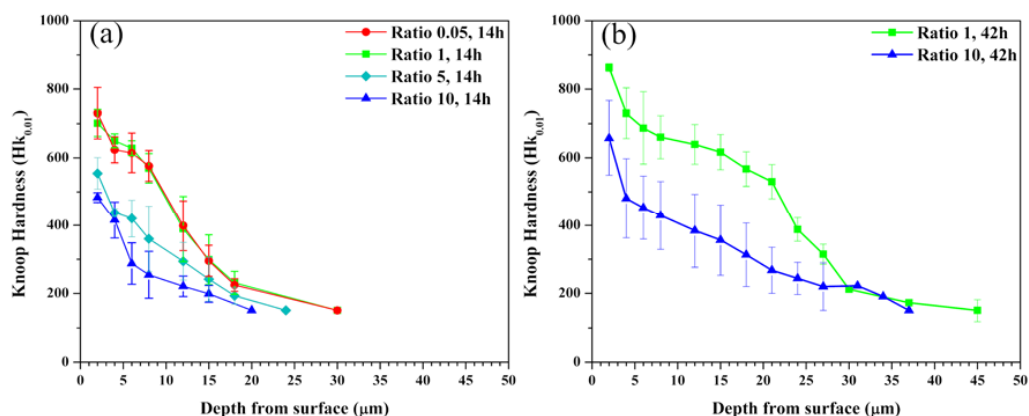 (a)
Ratio 0.05, 14h
Ratio 1, 14h
Ratio 5, 14h
Ratio 10, 14h
Knoop Hardness (Hk0.01)
1000
800
600
400
200
0
0 5 10 15 20 25 30 35 40 45 50
Depth from surface (μm)
(b)
Ratio 1, 42h
Ratio 10, 42h
Knoop Hardness (Hk0.01)
1000
800
600
400
200
0
0 5 10 15 20 25 30 35 40 45 50
Depth from surface (μm)